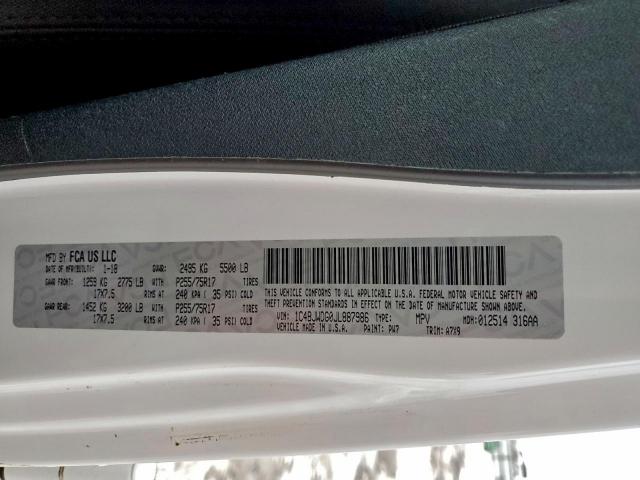 MFD BY FCA US LLC
DATE OF MFR(BUILT): 1-18 GVWR: 2495 KG 5500 LB
GAWR FRONT: 1259 KG 2775 LB WITH P255/75R17 TIRES
17X7.5 RIMS AT 240 KPA ( 35 PSI) COLD
GAWR REAR: 1452 KG 3200 LB WITH P255/75R17 TIRES
17X7.5 RIMS AT 240 KPA ( 35 PSI) COLD
THIS VEHICLE CONFORMS TO ALL APPLICABLE U.S.A. FEDERAL MOTOR VEHICLE SAFETY AND
THEFT PREVENTION STANDARDS IN EFFECT ON THE DATE OF MANUFACTURE SHOWN ABOVE.
VIN: 1C4BJWDG0JL867986 TYPE: MPV MDH: 012514 316AA
VEHICLE MADE IN U.S.A. PAINT: PW7 TRIM: A7X9